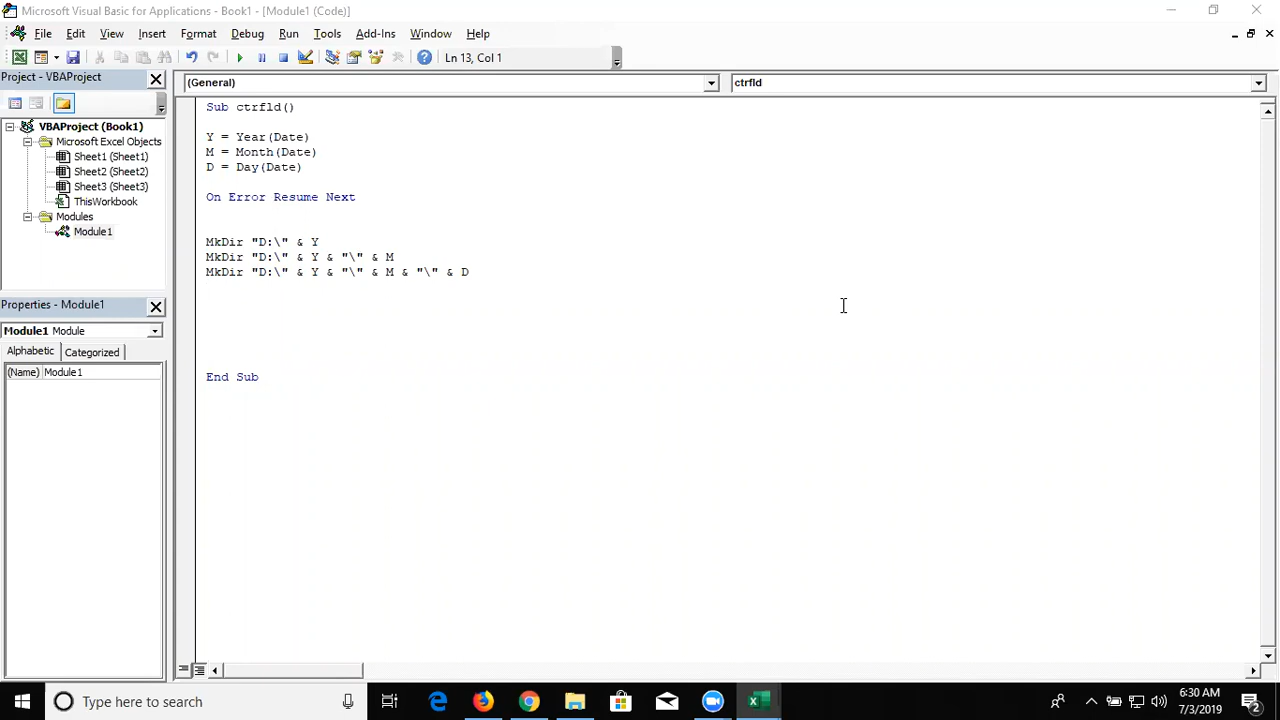 Microsoft Visual Basic for Applications - Book1 - [Module1 (Code)]
File Edit View Insert Format Debug Run Tools Add-Ins Window Help
Ln 13, Col 1
Project - VBAProject
(General)
ctrfld
VBAProject (Book1)
Microsoft Excel Objects
Sheet1 (Sheet1)
Sheet2 (Sheet2)
Sheet3 (Sheet3)
ThisWorkbook
Modules
Module1
Properties - Module1
Module1 Module
Alphabetic Categorized
(Name) Module1
Sub ctrfld()
Y = Year(Date)
M = Month(Date)
D = Day(Date)
On Error Resume Next
MkDir "D:\" & Y
MkDir "D:\" & Y & "\" & M
MkDir "D:\" & Y & "\" & M & "\" & D
End Sub
Type here to search
6:30 AM
7/3/2019
2